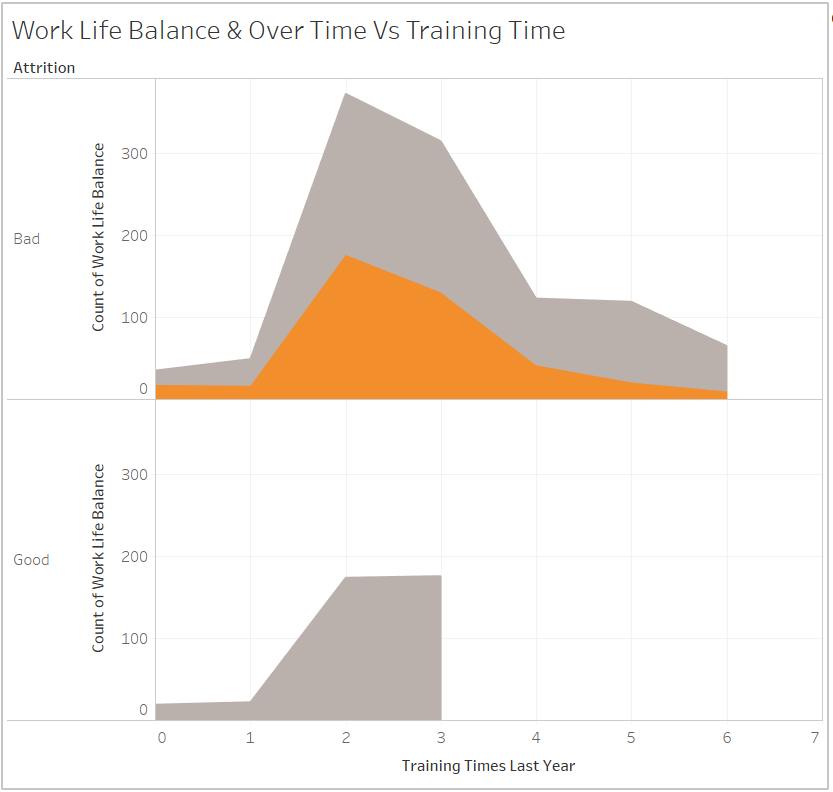 Work Life Balance & Over Time Vs Training Time
Attrition
Bad
Count of Work Life Balance
300
200
100
0
Good
Count of Work Life Balance
300
200
100
0
0 1 2 3 4 5 6 7
Training Times Last Year